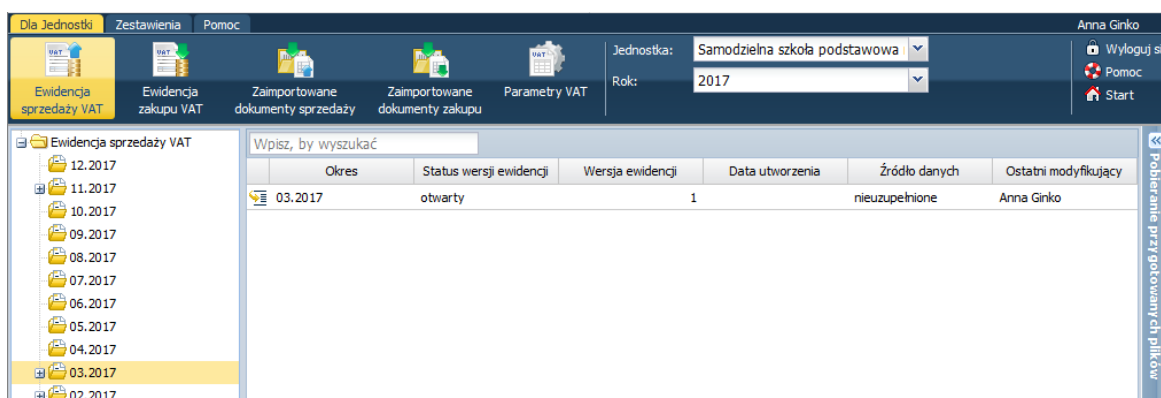 Dla Jednostki Zestawienia Pomoc Anna Ginko
Ewidencja sprzedaży VAT
Ewidencja zakupu VAT
Zaimportowane dokumenty sprzedaży
Zaimportowane dokumenty zakupu
Parametry VAT
Jednostka: Samodzielna szkoła podstawowa
Rok: 2017
Wyloguj si
Pomoc
Start
Ewidencja sprzedaży VAT
12.2017
11.2017
10.2017
09.2017
08.2017
07.2017
06.2017
05.2017
04.2017
03.2017
02.2017
Wpisz, by wyszukać
Okres Status wersji ewidencji Wersja ewidencji Data utworzenia Źródło danych Ostatni modyfikujący
03.2017 otwarty 1 nieuzupełnione Anna Ginko
Pobieranie przygotowanych plików